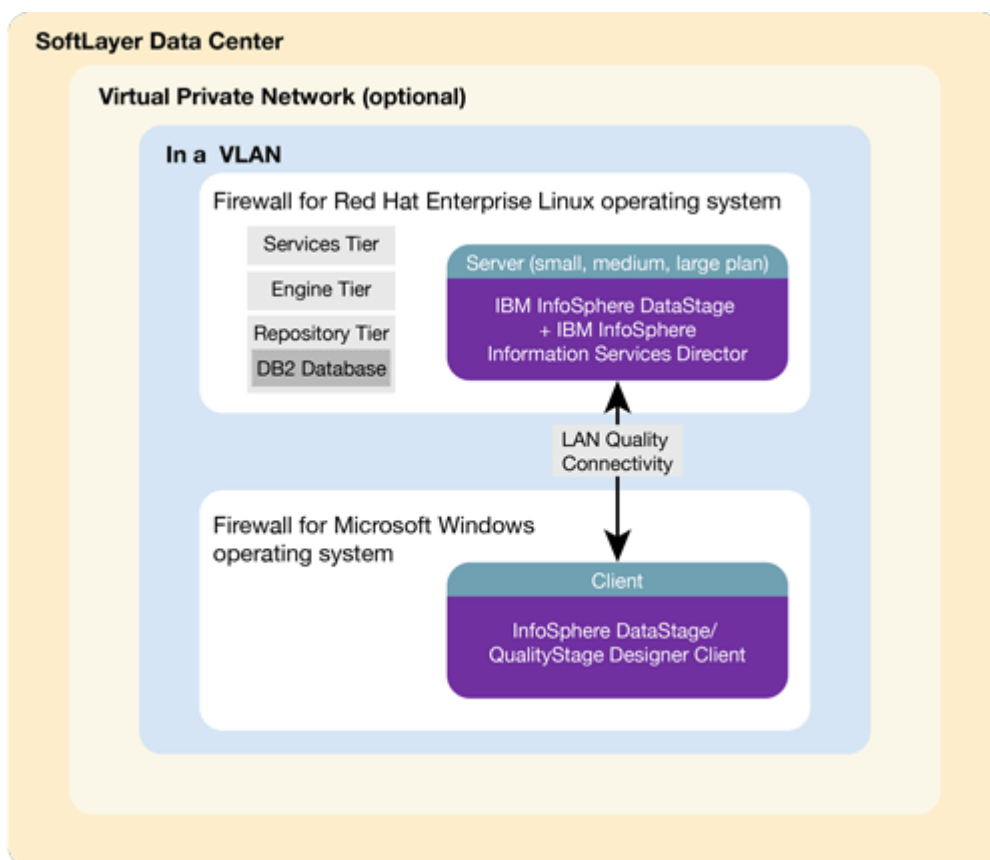 SoftLayer Data Center
Virtual Private Network (optional)
In a VLAN
Firewall for Red Hat Enterprise Linux operating system
Services Tier
Engine Tier
Repository Tier
DB2 Database
Server (small, medium, large plan)
IBM InfoSphere DataStage
+ IBM InfoSphere
Information Services Director
LAN Quality
Connectivity
Firewall for Microsoft Windows
operating system
Client
InfoSphere DataStage/
QualityStage Designer Client